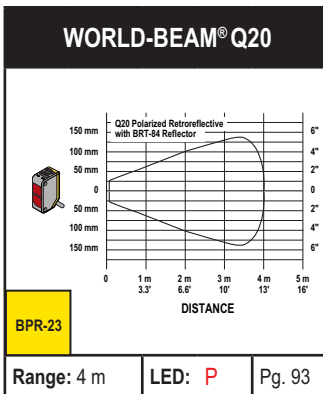 WORLD-BEAM® Q20
Q20 Polarized Retroreflective
with BRT-84 Reflector
150 mm 6"
100 mm 4"
50 mm 2"
0 0
50 mm 2"
100 mm 4"
150 mm 6"
0 1 m 2 m 3 m 4 m 5 m
3.3' 6.6' 10' 13' 16'
DISTANCE
BPR-23
Range: 4 m LED: P Pg. 93